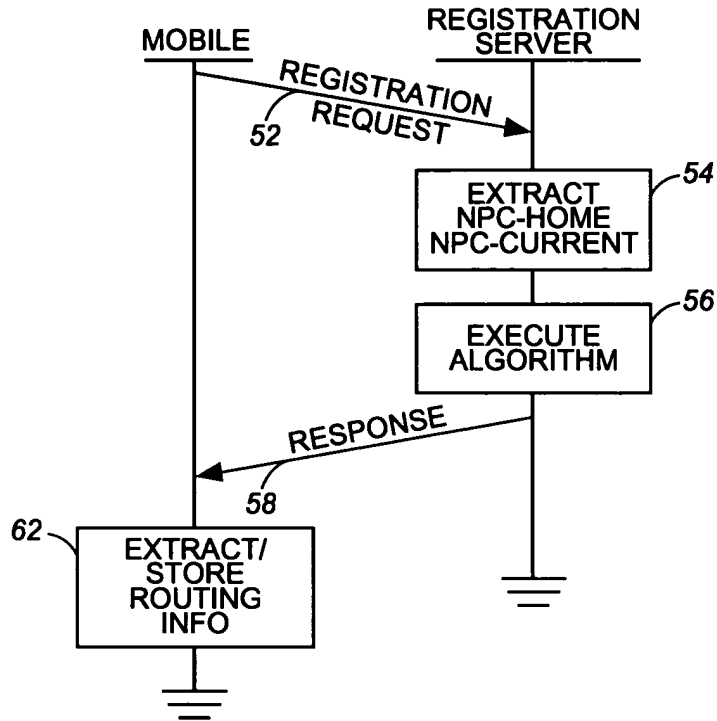 MOBILE
REGISTRATION
SERVER
REGISTRATION
REQUEST
52
EXTRACT
NPC-HOME
NPC-CURRENT
54
EXECUTE
ALGORITHM
56
RESPONSE
58
62
EXTRACT/
STORE
ROUTING
INFO